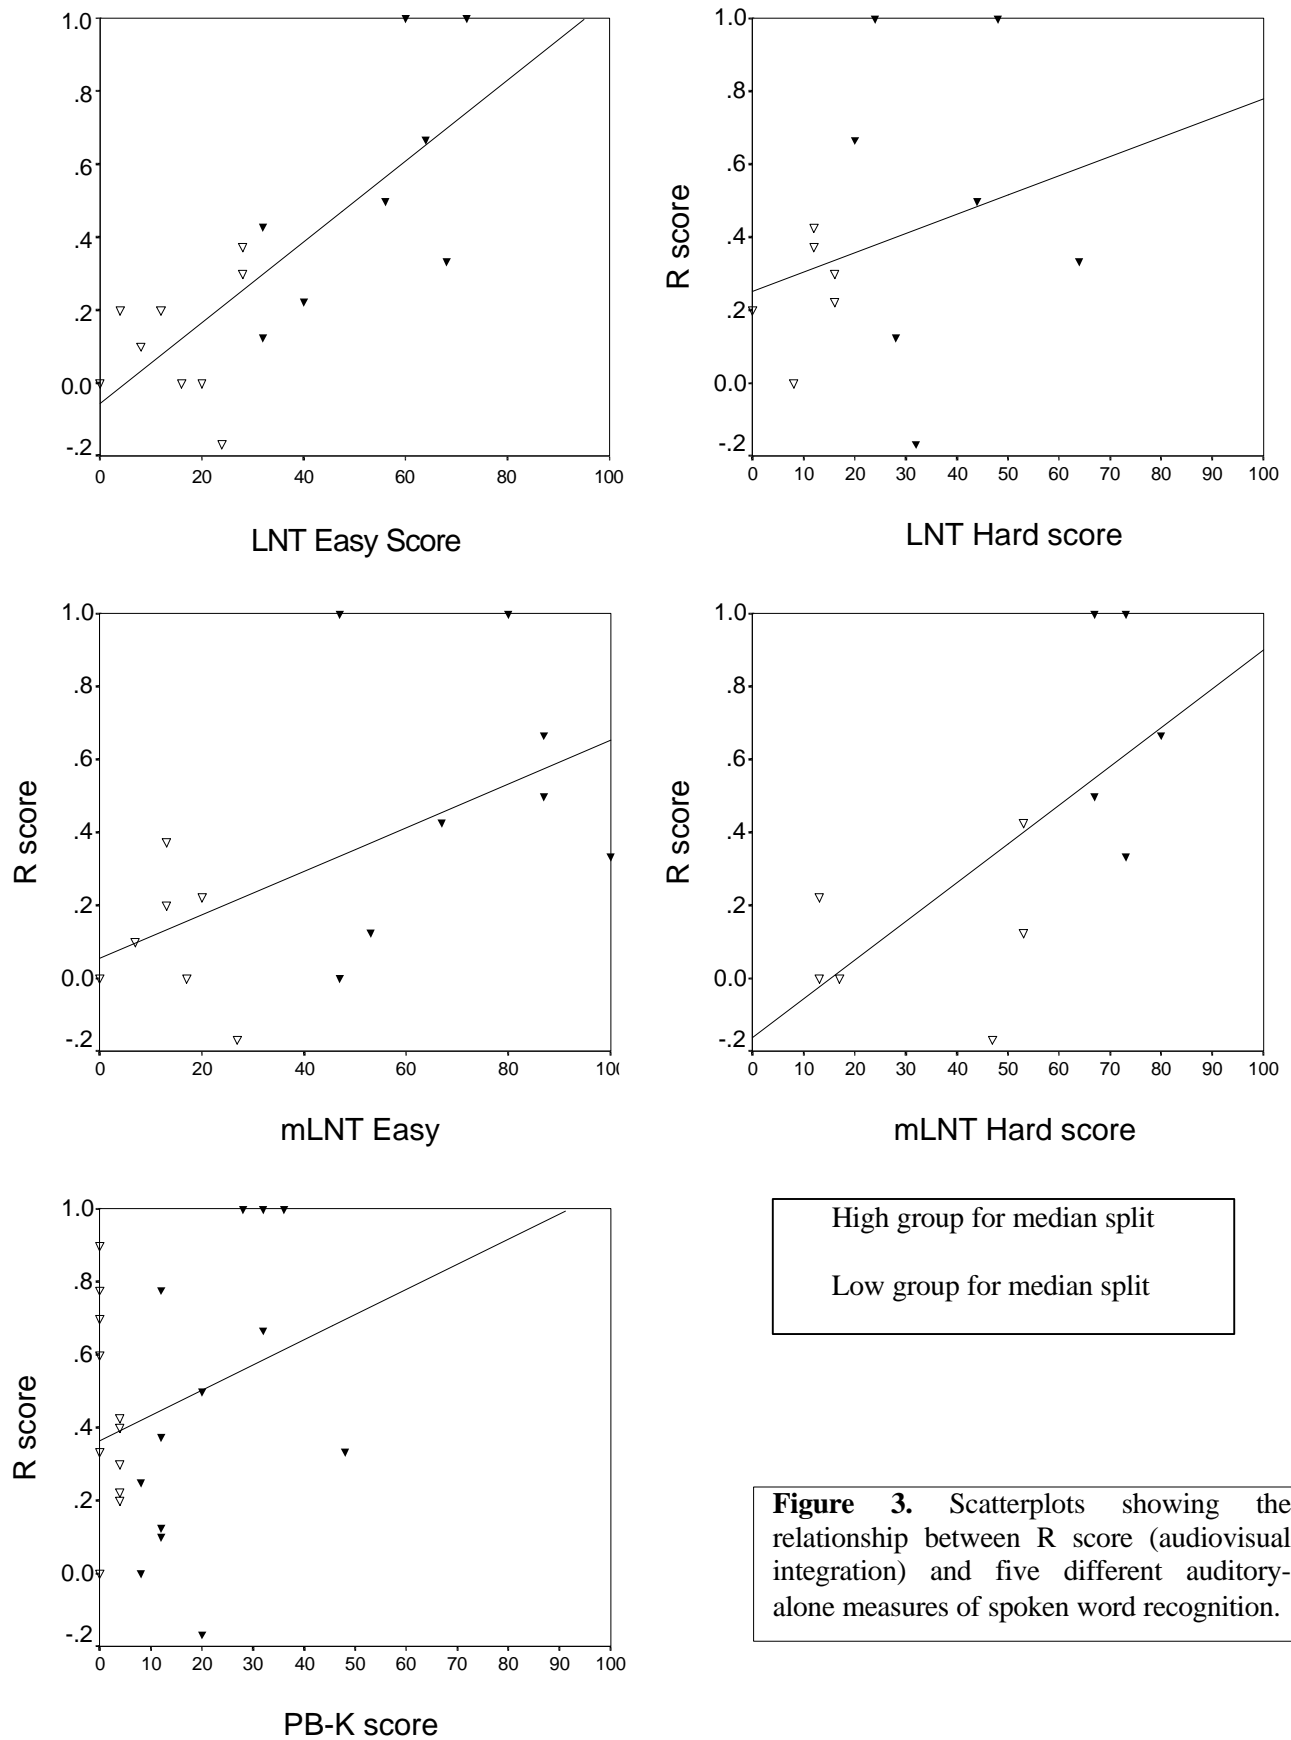 1.0
.8
.6
.4
.2
0.0
-.2
0 20 40 60 80 100
LNT Easy Score
1.0
.8
.6
.4
.2
0.0
-.2
R score
0 10 20 30 40 50 60 70 80 90 100
LNT Hard score
1.0
.8
.6
.4
.2
0.0
-.2
R score
0 20 40 60 80 100
mLNT Easy
1.0
.8
.6
.4
.2
0.0
-.2
R score
0 10 20 30 40 50 60 70 80 90 100
mLNT Hard score
1.0
.8
.6
.4
.2
0.0
-.2
R score
0 10 20 30 40 50 60 70 80 90 100
PB-K score
High group for median split
Low group for median split
Figure 3. Scatterplots showing the
relationship between R score (audiovisual
integration) and five different auditory-
alone measures of spoken word recognition.